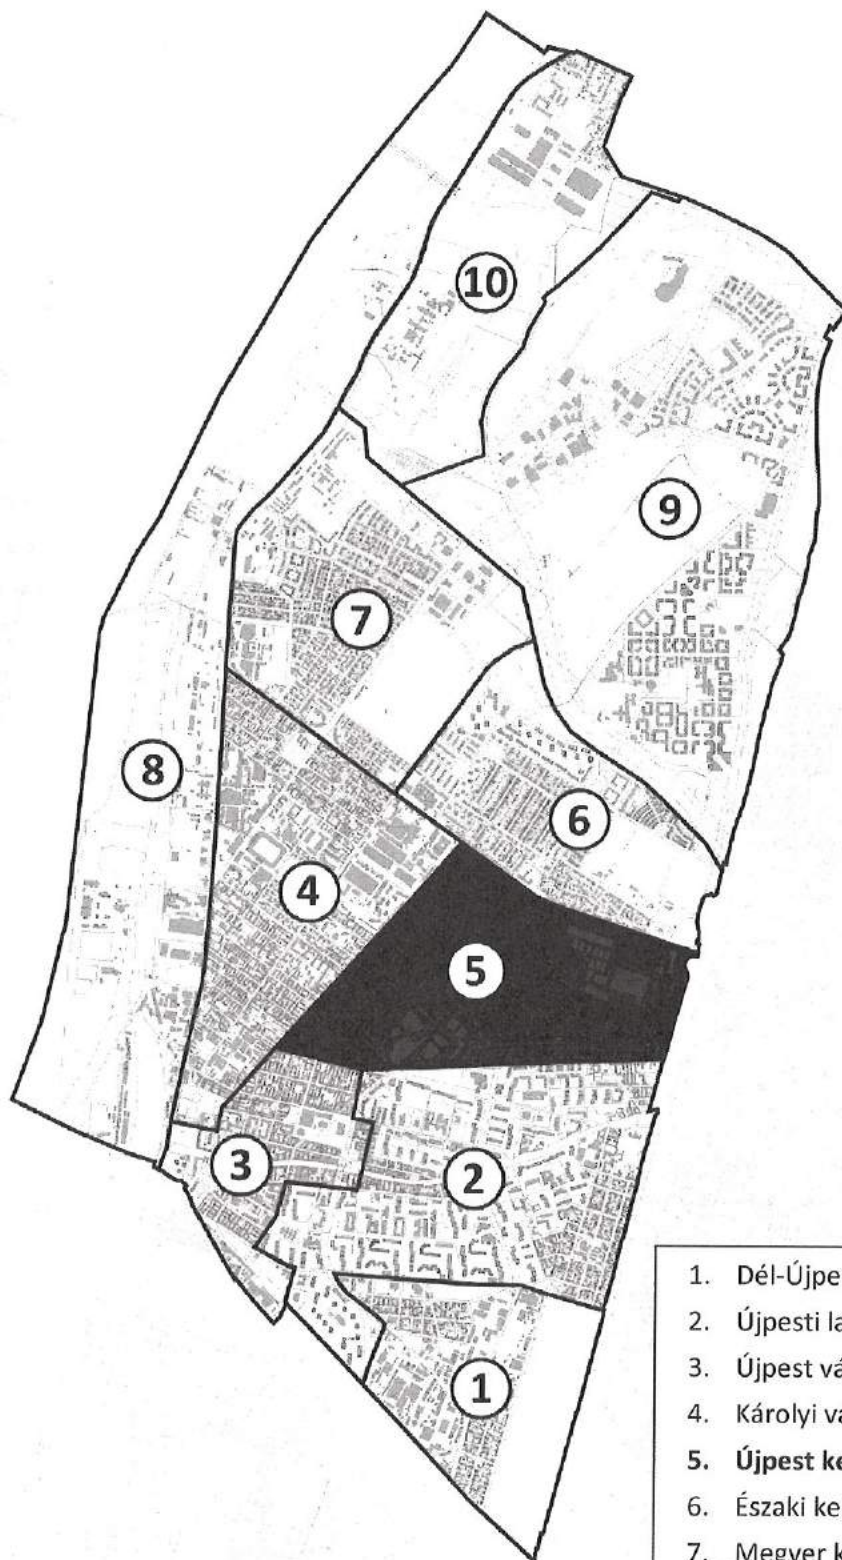 10
9
7
8
6
4
5
3
2
1
1. Dél-Újpe
2. Újpesti la
3. Újpest vá
4. Károlyi va
5. Újpest ke
6. Északi ke
7. Megyer k